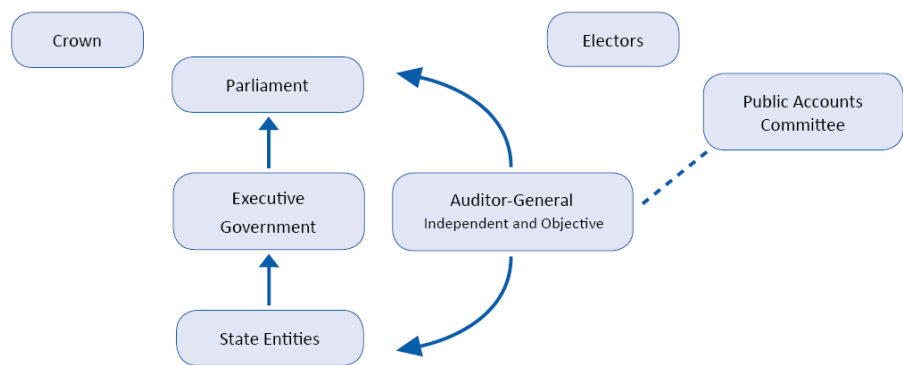 Crown
Electors
Parliament
Public Accounts
Committee
Executive
Government
Auditor-General
Independent and Objective
State Entities